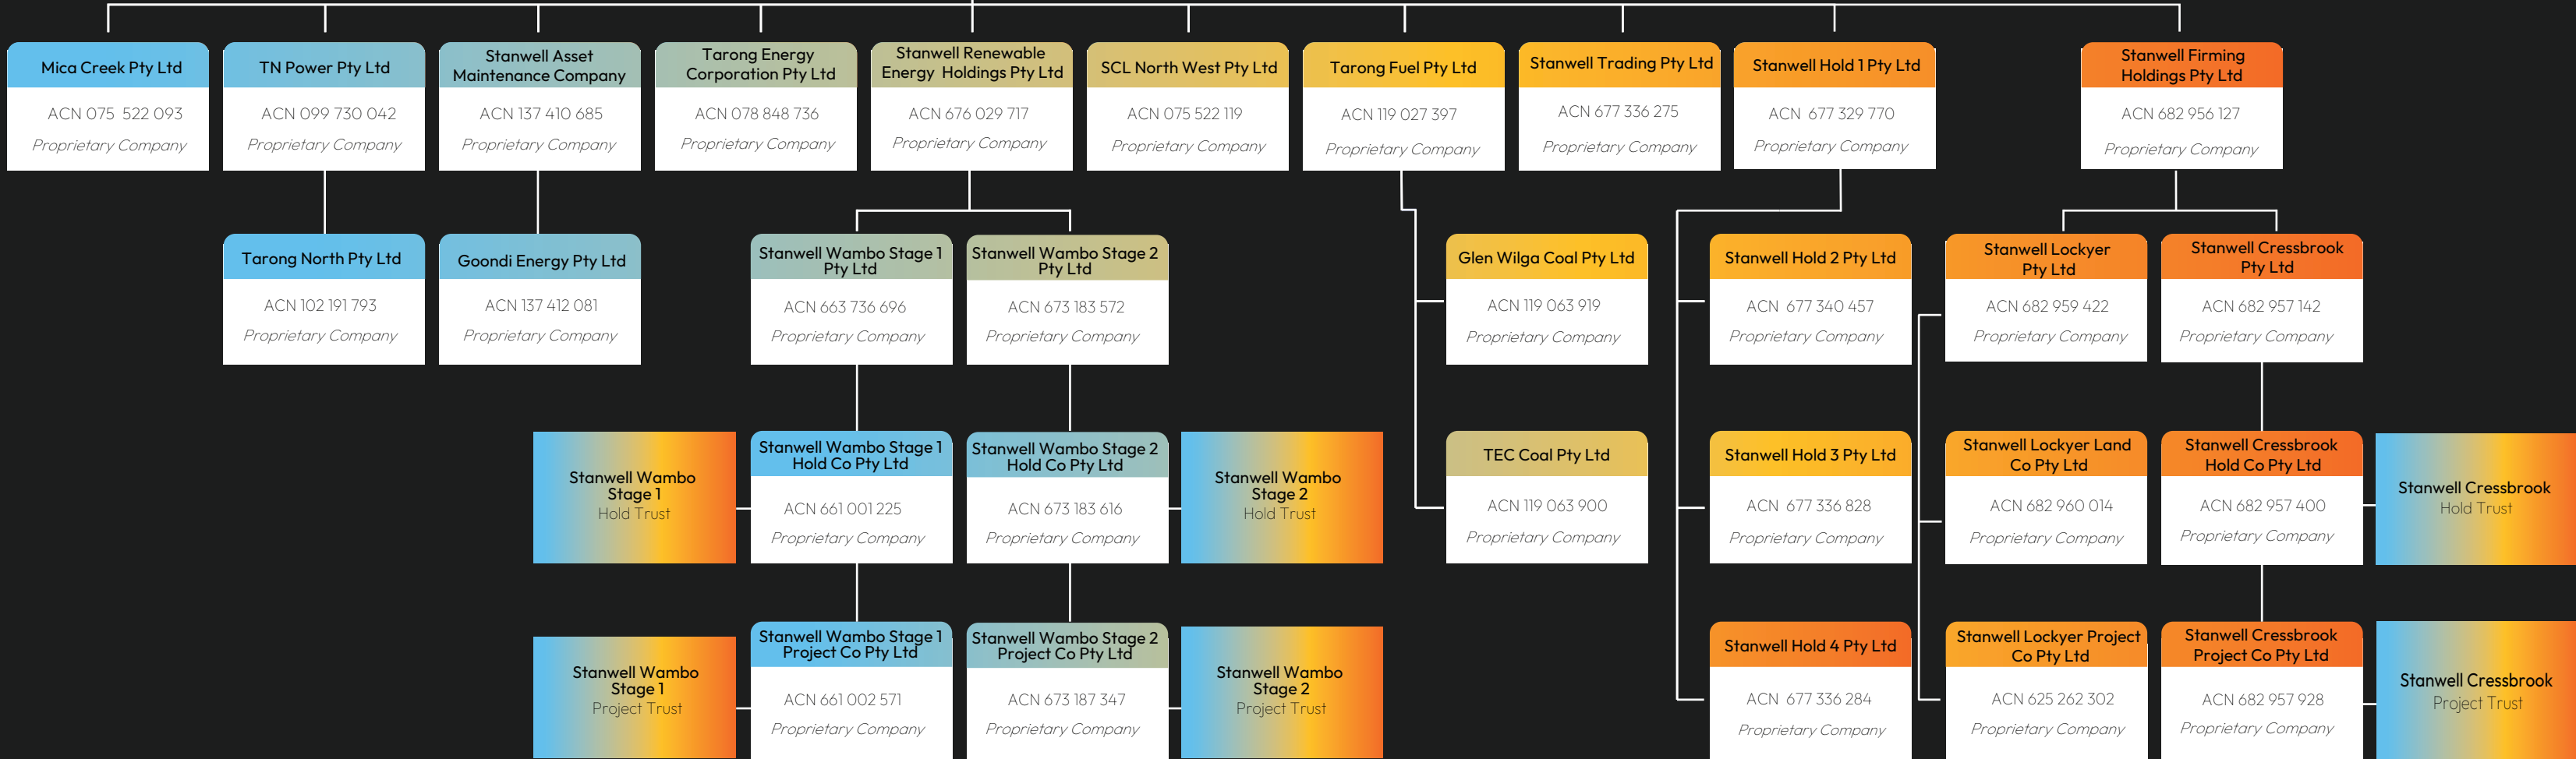 Mica Creek Pty Ltd
ACN 075 522 093
Proprietary Company
TN Power Pty Ltd
ACN 099 730 042
Proprietary Company
Stanwell Asset
Maintenance Company
ACN 137 410 685
Proprietary Company
Tarong Energy
Corporation Pty Ltd
ACN 078 848 736
Proprietary Company
Stanwell Renewable
Energy Holdings Pty Ltd
ACN 676 029 717
Proprietary Company
SCL North West Pty Ltd
ACN 075 522 119
Proprietary Company
Tarong Fuel Pty Ltd
ACN 119 027 397
Proprietary Company
Stanwell Trading Pty Ltd
ACN 677 336 275
Proprietary Company
Stanwell Hold 1 Pty Ltd
ACN 677 329 770
Proprietary Company
Stanwell Firming
Holdings Pty Ltd
ACN 682 956 127
Proprietary Company
Tarong North Pty Ltd
ACN 102 191 793
Proprietary Company
Goondi Energy Pty Ltd
ACN 137 412 081
Proprietary Company
Stanwell Wambo Stage 1
Pty Ltd
ACN 663 736 696
Proprietary Company
Stanwell Wambo Stage 2
Pty Ltd
ACN 673 183 572
Proprietary Company
Glen Wilga Coal Pty Ltd
ACN 119 063 919
Proprietary Company
Stanwell Hold 2 Pty Ltd
ACN 677 340 457
Proprietary Company
Stanwell Lockyer
Pty Ltd
ACN 682 959 422
Proprietary Company
Stanwell Cressbrook
Pty Ltd
ACN 682 957 142
Proprietary Company
Stanwell Wambo
Stage 1
Hold Trust
Stanwell Wambo Stage 1
Hold Co Pty Ltd
ACN 661 001 225
Proprietary Company
Stanwell Wambo Stage 2
Hold Co Pty Ltd
ACN 673 183 616
Proprietary Company
Stanwell Wambo
Stage 2
Hold Trust
TEC Coal Pty Ltd
ACN 119 063 900
Proprietary Company
Stanwell Hold 3 Pty Ltd
ACN 677 336 828
Proprietary Company
Stanwell Lockyer Land
Co Pty Ltd
ACN 682 960 014
Proprietary Company
Stanwell Cressbrook
Hold Co Pty Ltd
ACN 682 957 400
Proprietary Company
Stanwell Cressbrook
Hold Trust
Stanwell Wambo
Stage 1
Project Trust
Stanwell Wambo Stage 1
Project Co Pty Ltd
ACN 661 002 571
Proprietary Company
Stanwell Wambo Stage 2
Project Co Pty Ltd
ACN 673 187 347
Proprietary Company
Stanwell Wambo
Stage 2
Project Trust
Stanwell Hold 4 Pty Ltd
ACN 677 336 284
Proprietary Company
Stanwell Lockyer Project
Co Pty Ltd
ACN 625 262 302
Proprietary Company
Stanwell Cressbrook
Project Co Pty Ltd
ACN 682 957 928
Proprietary Company
Stanwell Cressbrook
Project Trust